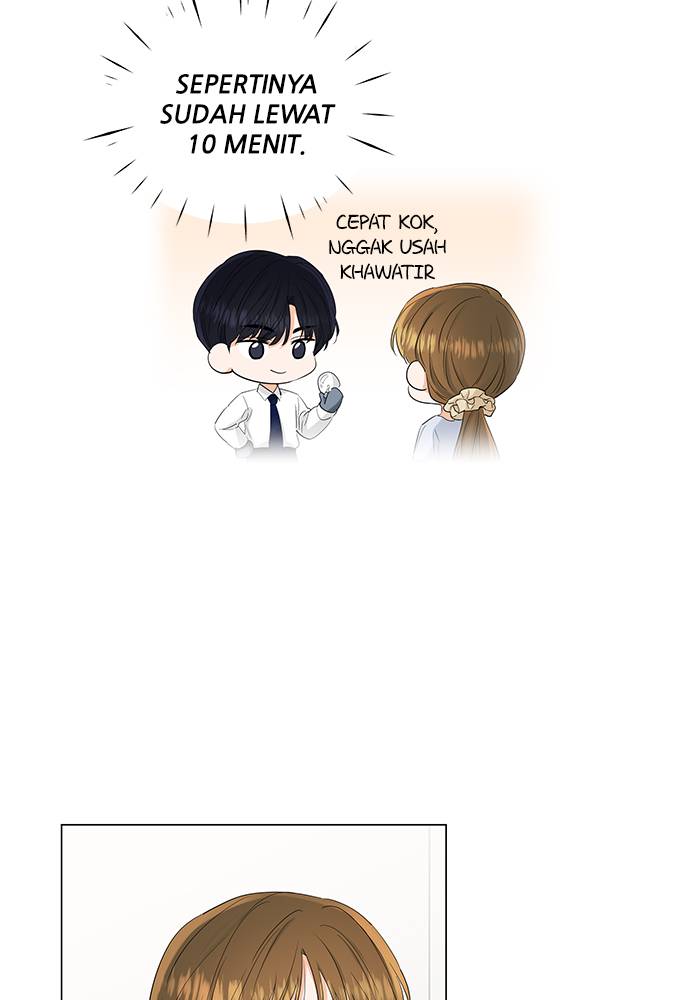 SEPERTINYA
SUDAH LEWAT
10 MENIT.
CEPAT KOK,
NGGAK USAH
KHAWATIR